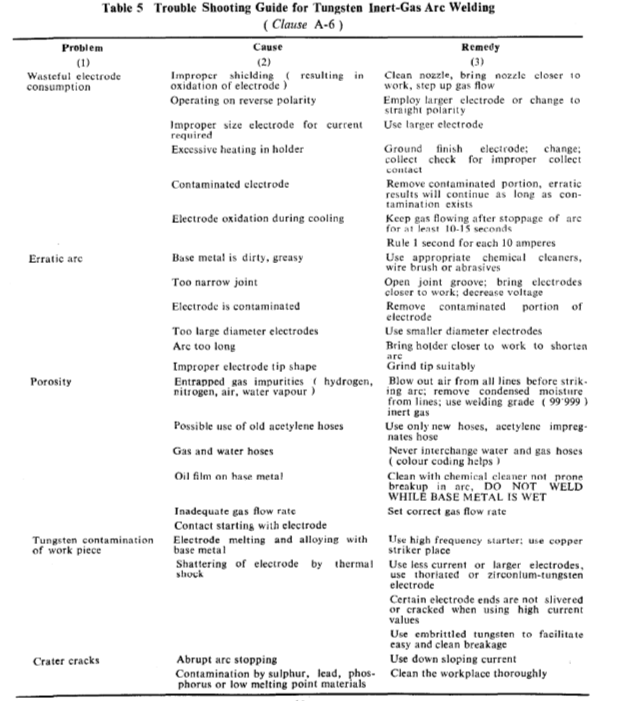 Table 5 Trouble Shooting Guide for Tungsten Inert-Gas Arc Welding
( Clause A-6 )
Problem Cause Remedy
(1) (2) (3)
Wasteful electrode Improper shielding ( resulting in Clean nozzle, bring nozzle closer to
consumption oxidation of electrode ) work, step up gas flow
Operating on reverse polarity Employ larger electrode or change to
straight polarity
Improper size electrode for current Use larger electrode
required
Excessive heating in holder Ground finish electrode; change;
collect check for improper collect
contact
Contaminated electrode Remove contaminated portion, erratic
results will continue as long as con-
tamination exists
Electrode oxidation during cooling Keep gas flowing after stoppage of arc
for at least 10-15 seconds
Rule 1 second for each 10 amperes
Erratic arc Base metal is dirty, greasy Use appropriate chemical cleaners,
wire brush or abrasives
Too narrow joint Open joint groove; bring electrodes
closer to work; decrease voltage
Electrode is contaminated Remove contaminated portion of
electrode
Too large diameter electrodes Use smaller diameter electrodes
Arc too long Bring holder closer to work to shorten
arc
Improper electrode tip shape Grind tip suitably
Porosity Entrapped gas impurities ( hydrogen, Blow out air from all lines before strik-
nitrogen, air, water vapour ) ing arc; remove condensed moisture
from lines; use welding grade ( 99·999 )
inert gas
Possible use of old acetylene hoses Use only new hoses, acetylene impreg-
nates hose
Gas and water hoses Never interchange water and gas hoses
( colour coding helps )
Oil film on base metal Clean with chemical cleaner not prone
breakup in arc, DO NOT WELD
WHILE BASE METAL IS WET
Inadequate gas flow rate Set correct gas flow rate
Contact starting with electrode
Tungsten contamination Electrode melting and alloying with Use high frequency starter; use copper
of work piece base metal striker place
Shattering of electrode by thermal Use less current or larger electrodes,
shock use thoriated or zirconium-tungsten
electrode
Certain electrode ends are not slivered
or cracked when using high current
values
Use embrittled tungsten to facilitate
easy and clean breakage
Crater cracks Abrupt arc stopping Use down sloping current
Contamination by sulphur, lead, phos- Clean the workplace thoroughly
phorus or low melting point materials